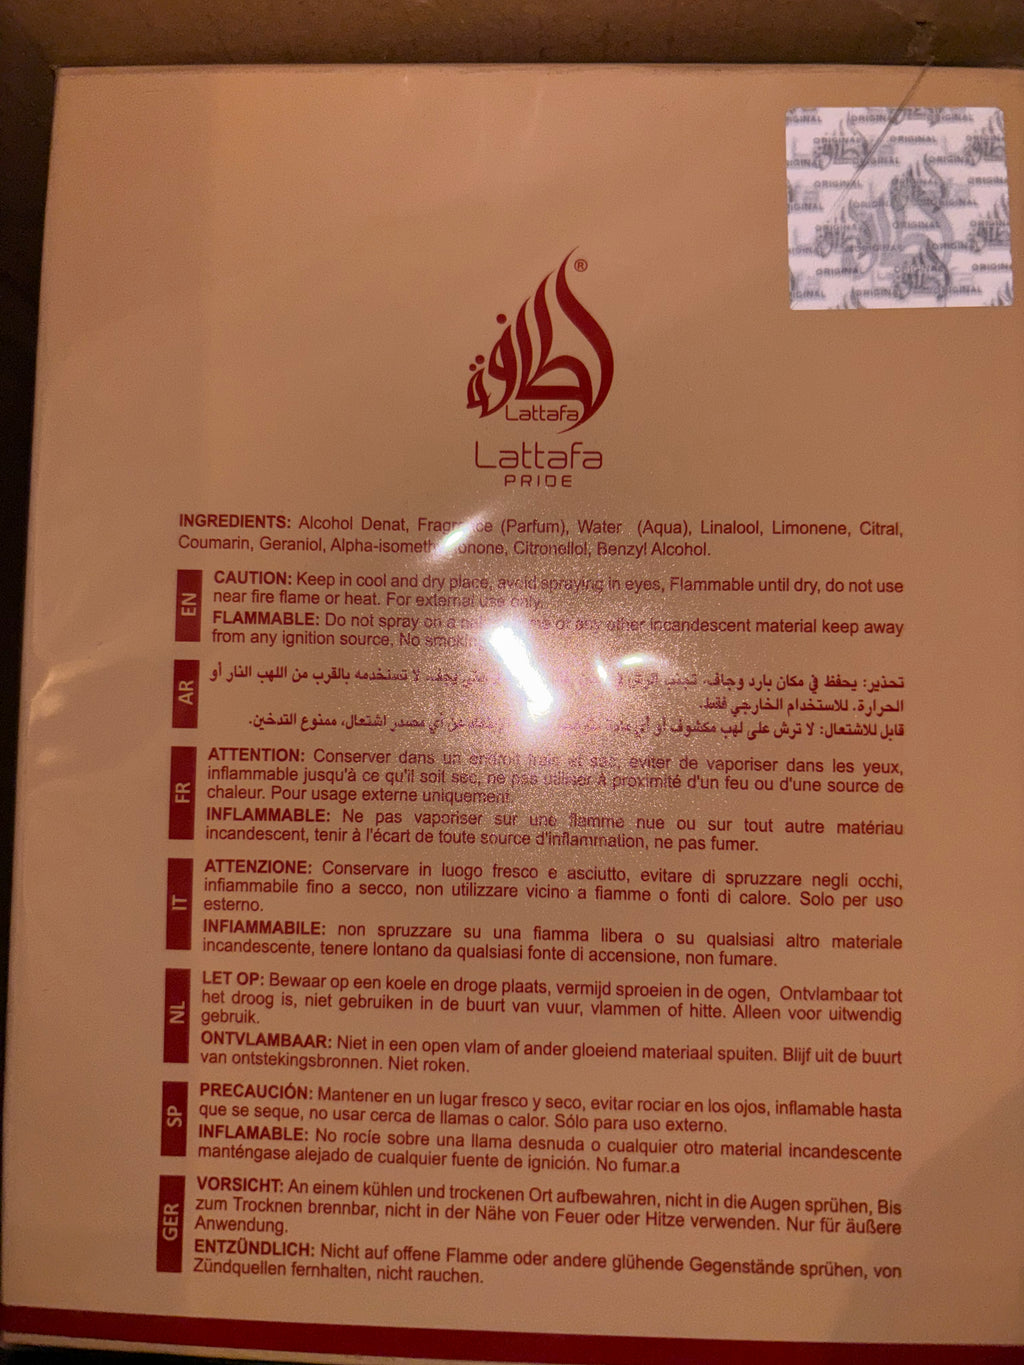 ORIGINAL
لطافة
®
Lattafa
Lattafa
PRIDE
INGREDIENTS: Alcohol Denat, Fragrance (Parfum), Water (Aqua), Linalool, Limonene, Citral,
Coumarin, Geraniol, Alpha-isometh onone, Citronellol, Benzyl Alcohol.
EN
CAUTION: Keep in cool and dry place, avoid spraying in eyes, Flammable until dry, do not use
near fire flame or heat. For external use only.
FLAMMABLE: Do not spray on a any other incandescent material keep away
from any ignition source, No
AR
تحذير: يحفظ في مكان بارد وجاف، تجنب الرش يجف، لا تستخدمه بالقرب من اللهب النار أو
الحرارة. للاستخدام الخارجي فقط.
قابل للاشتعال: لا ترش على لهب مكشوف أو أي مادة عن أي مصدر اشتعال، ممنوع التدخين.
FR
ATTENTION: Conserver dans un endroit frais et sec, eviter de vaporiser dans les yeux,
inflammable jusqu'à ce qu'il soit sec, ne pas utiliser à proximité d'un feu ou d'une source de
chaleur. Pour usage externe uniquement.
INFLAMMABLE: Ne pas vaporiser sur une flamme nue ou sur tout autre matériau
incandescent, tenir à l'écart de toute source d'inflammation, ne pas fumer.
IT
ATTENZIONE: Conservare in luogo fresco e asciutto, evitare di spruzzare negli occhi,
infiammabile fino a secco, non utilizzare vicino a fiamme o fonti di calore. Solo per uso
esterno.
INFIAMMABILE: non spruzzare su una fiamma libera o su qualsiasi altro materiale
incandescente, tenere lontano da qualsiasi fonte di accensione, non fumare.
NL
LET OP: Bewaar op een koele en droge plaats, vermijd sproeien in de ogen, Ontvlambaar tot
het droog is, niet gebruiken in de buurt van vuur, vlammen of hitte. Alleen voor uitwendig
gebruik.
ONTVLAMBAAR: Niet in een open vlam of ander gloeiend materiaal spuiten. Blijf uit de buurt
van ontstekingsbronnen. Niet roken.
SP
PRECAUCIÓN: Mantener en un lugar fresco y seco, evitar rociar en los ojos, inflamable hasta
que se seque, no usar cerca de llamas o calor. Sólo para uso externo.
INFLAMABLE: No rocíe sobre una llama desnuda o cualquier otro material incandescente
manténgase alejado de cualquier fuente de ignición. No fumar.a
GER
VORSICHT: An einem kühlen und trockenen Ort aufbewahren, nicht in die Augen sprühen, Bis
zum Trocknen brennbar, nicht in der Nähe von Feuer oder Hitze verwenden. Nur für äußere
Anwendung.
ENTZÜNDLICH: Nicht auf offene Flamme oder andere glühende Gegenstände sprühen, von
Zündquellen fernhalten, nicht rauchen.